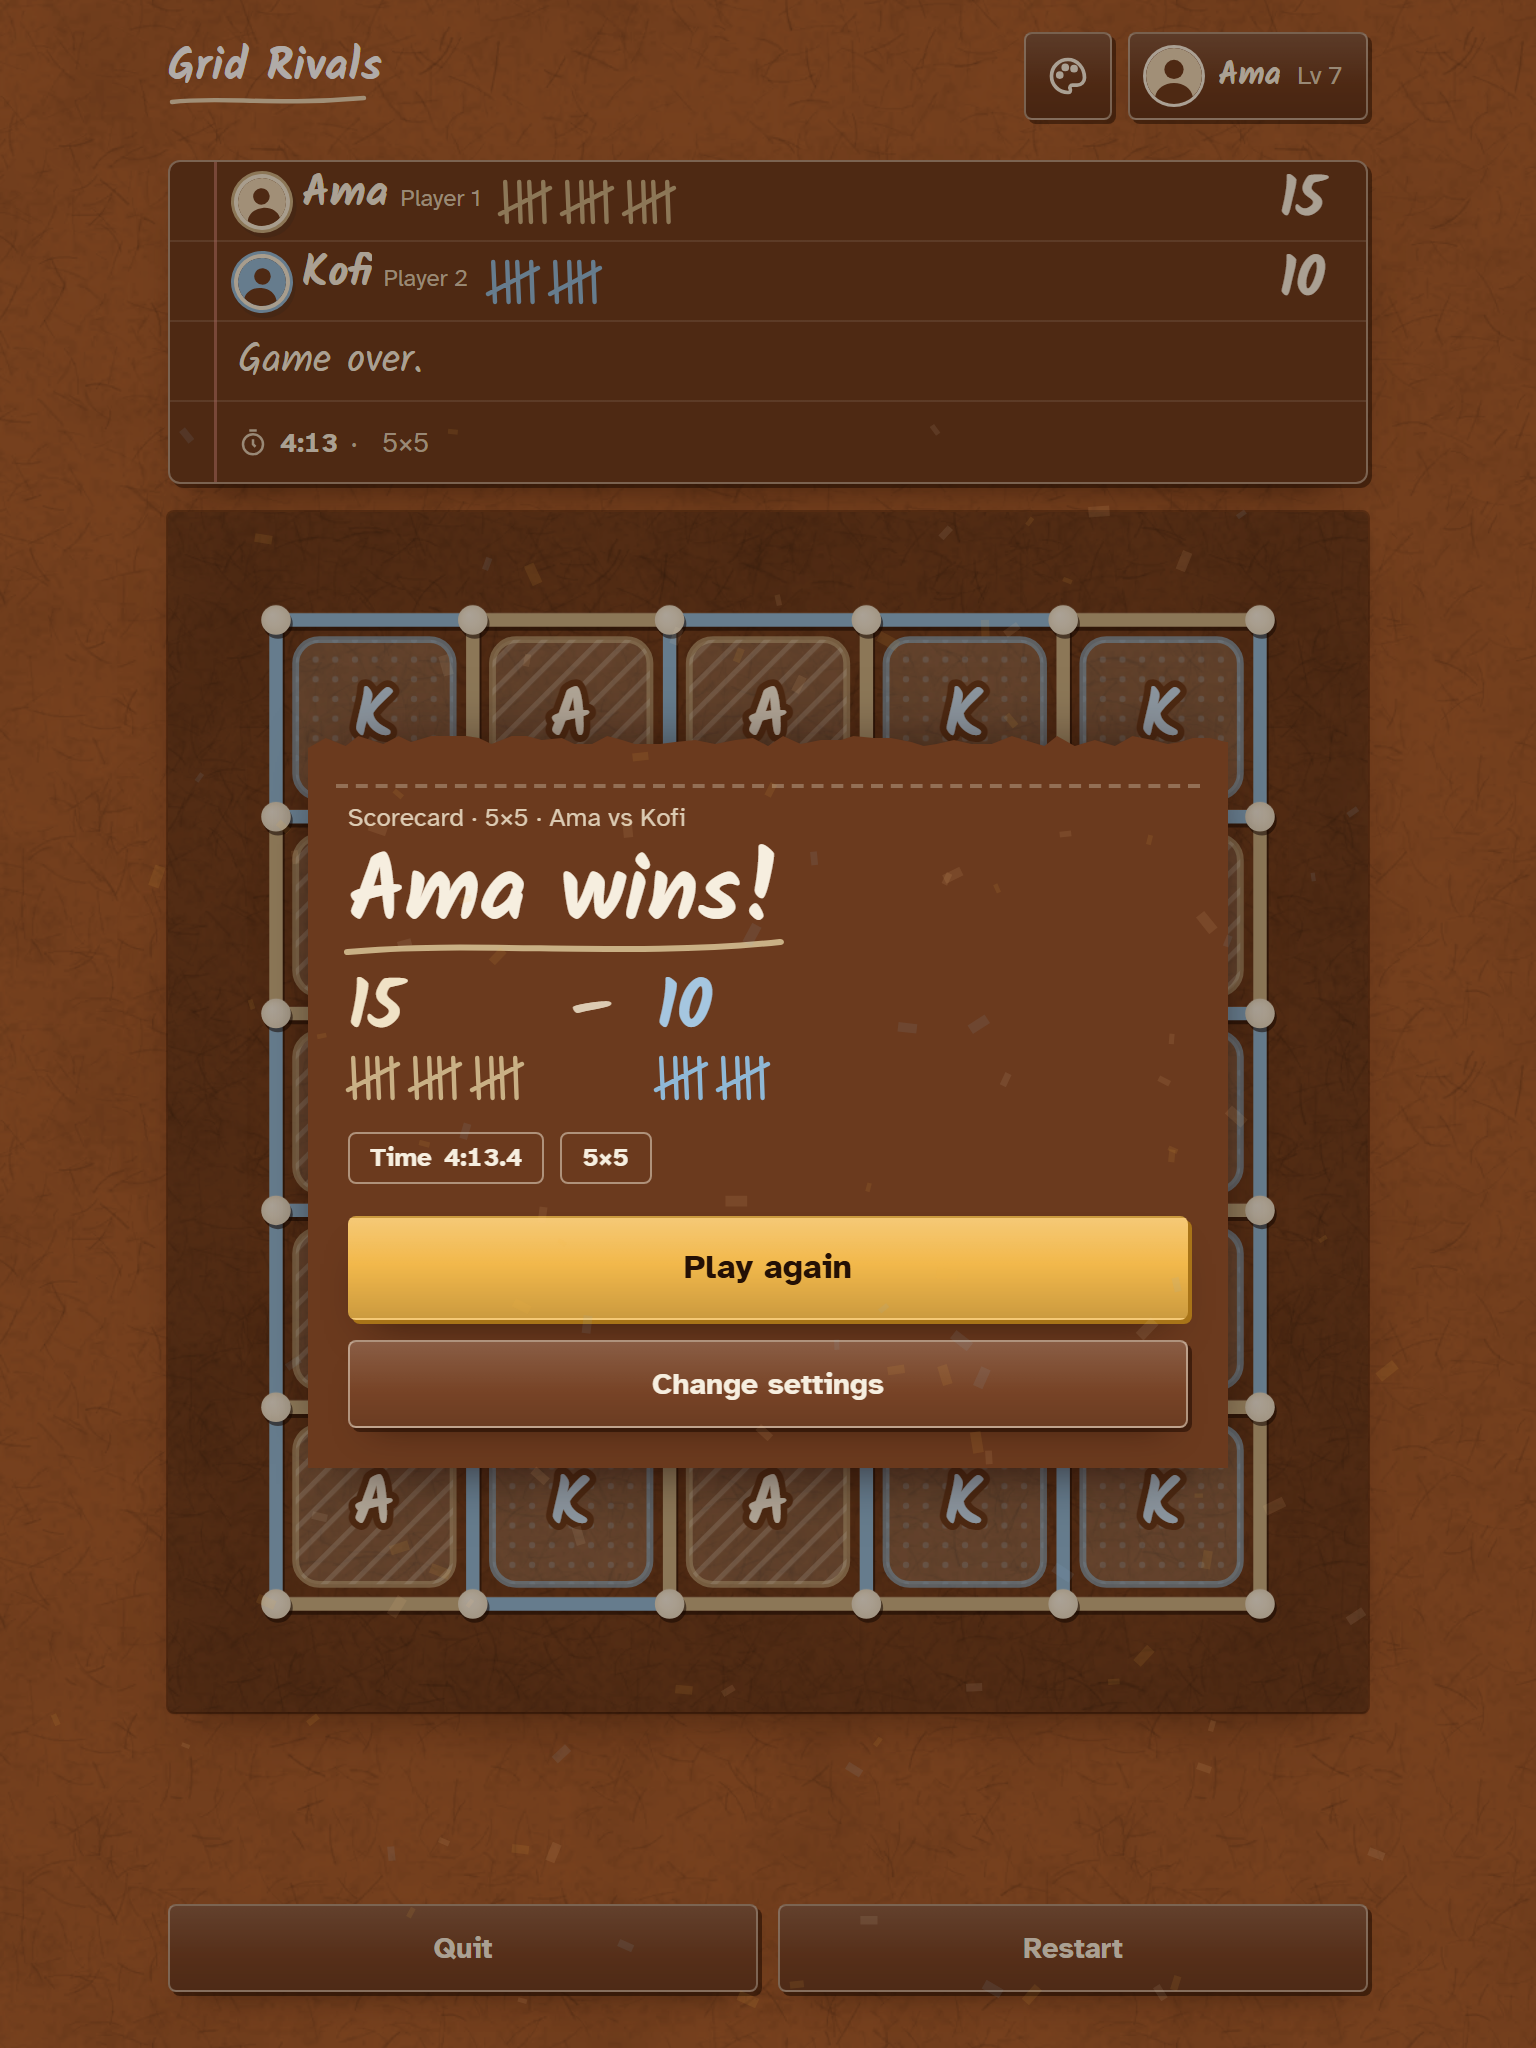 Grid Rivals
Ama Lv 7
Ama Player 1 15
Kofi Player 2 10
Game over.
4:13 · 5×5
K A A K K
Scorecard · 5×5 · Ama vs Kofi
Ama wins!
15 – 10
Time 4:13.4 5×5
Play again
Change settings
A K A K K
Quit Restart